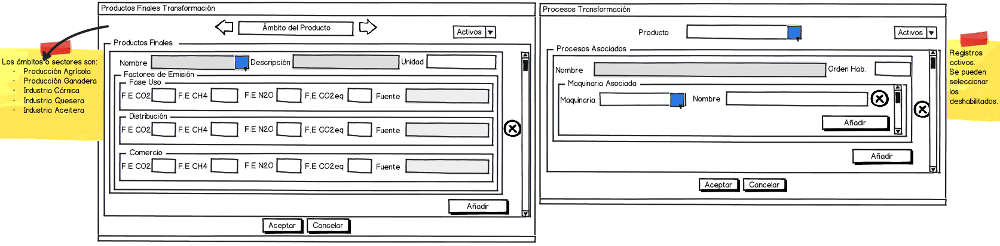 Productos Finales Transformación
Ámbito del Producto
Activos
Productos Finales
Nombre
Descripción
Unidad
Factores de Emisión
Fase Uso
F.E CO2
F.E CH4
F.E N2O
F.E CO2eq
Fuente
Distribución
F.E CO2
F.E CH4
F.E N2O
F.E CO2eq
Fuente
Comercio
F.E CO2
F.E CH4
F.E N2O
F.E CO2eq
Fuente
Añadir
Aceptar
Cancelar
Los ámbitos o sectores son:
· Producción Agrícola
· Producción Ganadera
· Industria Cárnica
· Industria Quesera
· Industria Aceitera
Procesos Transformación
Producto
Activos
Procesos Asociados
Nombre
Orden Hab.
Maquinaria Asociada
Maquinaria
Nombre
Añadir
Añadir
Aceptar
Cancelar
Registros
activos.
Se pueden
seleccionar
los
deshabilitados.